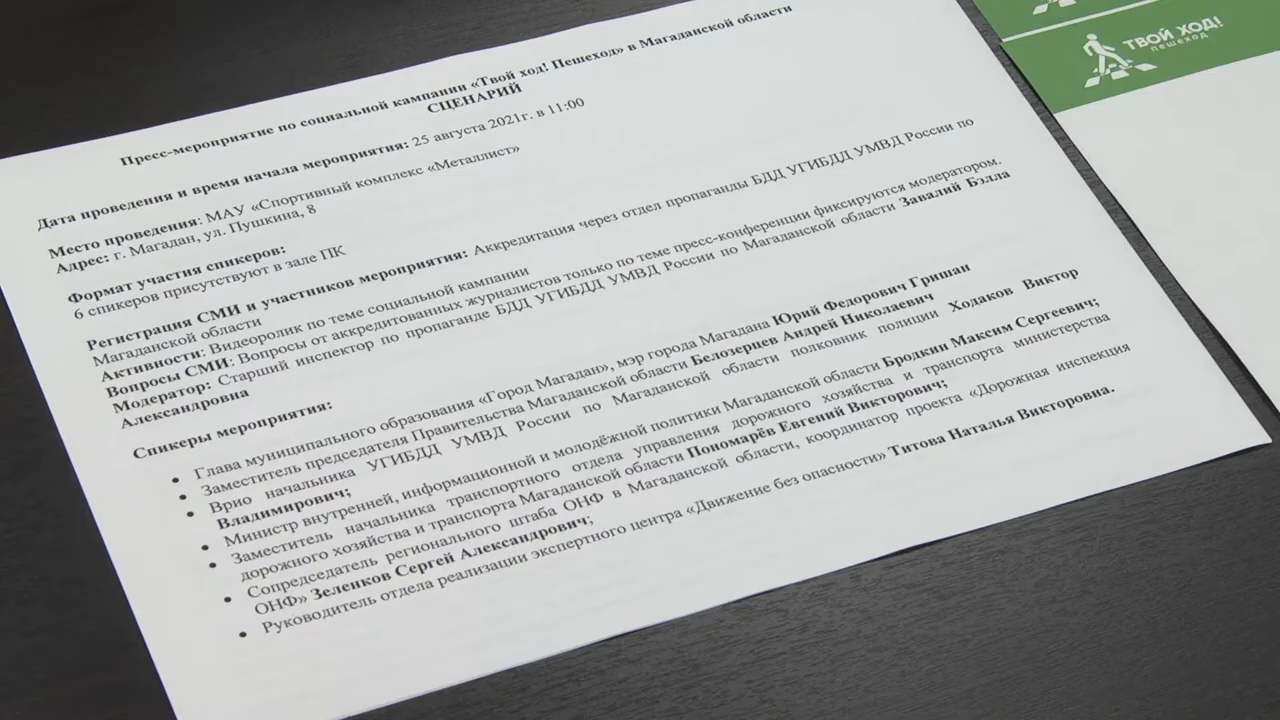 Пресс-мероприятие по социальной кампании «Твой ход! Пешеход» в Магаданской области
СЦЕНАРИЙ
Дата проведения и время начала мероприятия: 25 августа 2021г. в 11:00
Место проведения: МАУ «Спортивный комплекс «Металлист»
Адрес: г. Магадан, ул. Пушкина, 8
Формат участия спикеров:
6 спикеров присутствуют в зале ПК
Регистрация СМИ и участников мероприятия: Аккредитация через отдел пропаганды БДД УГИБДД УМВД России по
Магаданской области
Активности: Видеоролик по теме социальной кампании
Вопросы СМИ: Вопросы от аккредитованных журналистов только по теме пресс-конференции фиксируются модератором.
Модератор: Старший инспектор по пропаганде БДД УГИБДД УМВД России по Магаданской области Завалий Бэлла
Александровна
Спикеры мероприятия:
• Глава муниципального образования «Город Магадан», мэр города Магадана Юрий Федорович Гришан
• Заместитель председателя Правительства Магаданской области Белозерцев Андрей Николаевич
• Врио начальника УГИБДД УМВД России по Магаданской области полковник полиции Ходаков Виктор
Владимирович;
• Министр внутренней, информационной и молодёжной политики Магаданской области Бродкин Максим Сергеевич;
• Заместитель начальника транспортного отдела управления дорожного хозяйства и транспорта министерства
дорожного хозяйства и транспорта Магаданской области Пономарёв Евгений Викторович;
• Сопредседатель регионального штаба ОНФ в Магаданской области, координатор проекта «Дорожная инспекция
ОНФ» Зеленков Сергей Александрович;
• Руководитель отдела реализации экспертного центра «Движение без опасности» Титова Наталья Викторовна.
ТВОЙ ХОД!
пешеход